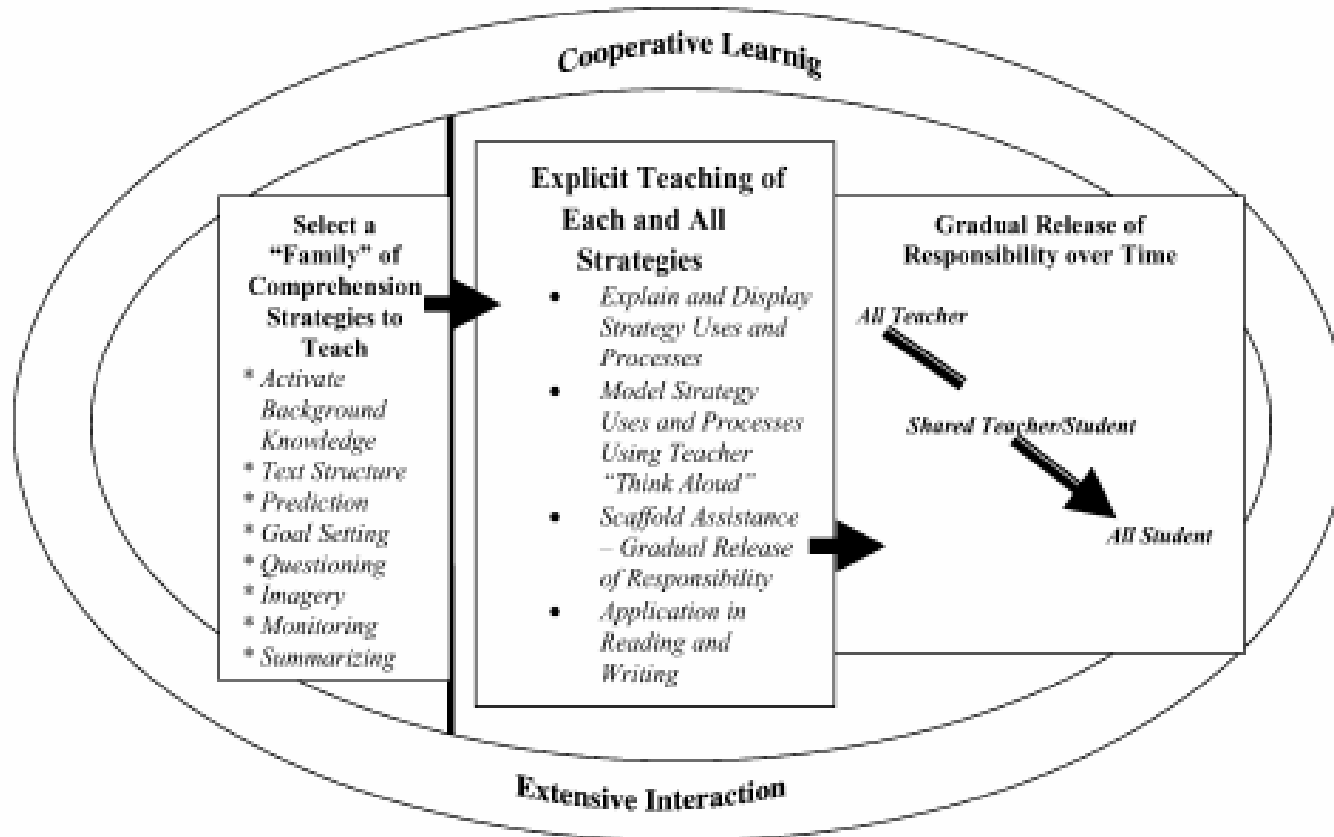 Cooperative Learnig
Select a
“Family” of
Comprehension
Strategies to
Teach
* Activate
Background
Knowledge
* Text Structure
* Prediction
* Goal Setting
* Questioning
* Imagery
* Monitoring
* Summarizing
Explicit Teaching of
Each and All
Strategies
• Explain and Display
Strategy Uses and
Processes
• Model Strategy
Uses and Processes
Using Teacher
“Think Aloud”
• Scaffold Assistance
– Gradual Release
of Responsibility
• Application in
Reading and
Writing
Gradual Release of
Responsibility over Time
All Teacher
Shared Teacher/Student
All Student
Extensive Interaction